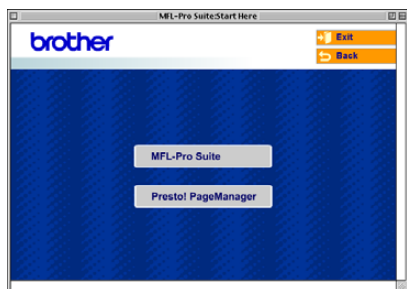 MFL-Pro Suite:Start Here
brother
Exit
Back
MFL-Pro Suite
Presto! PageManager